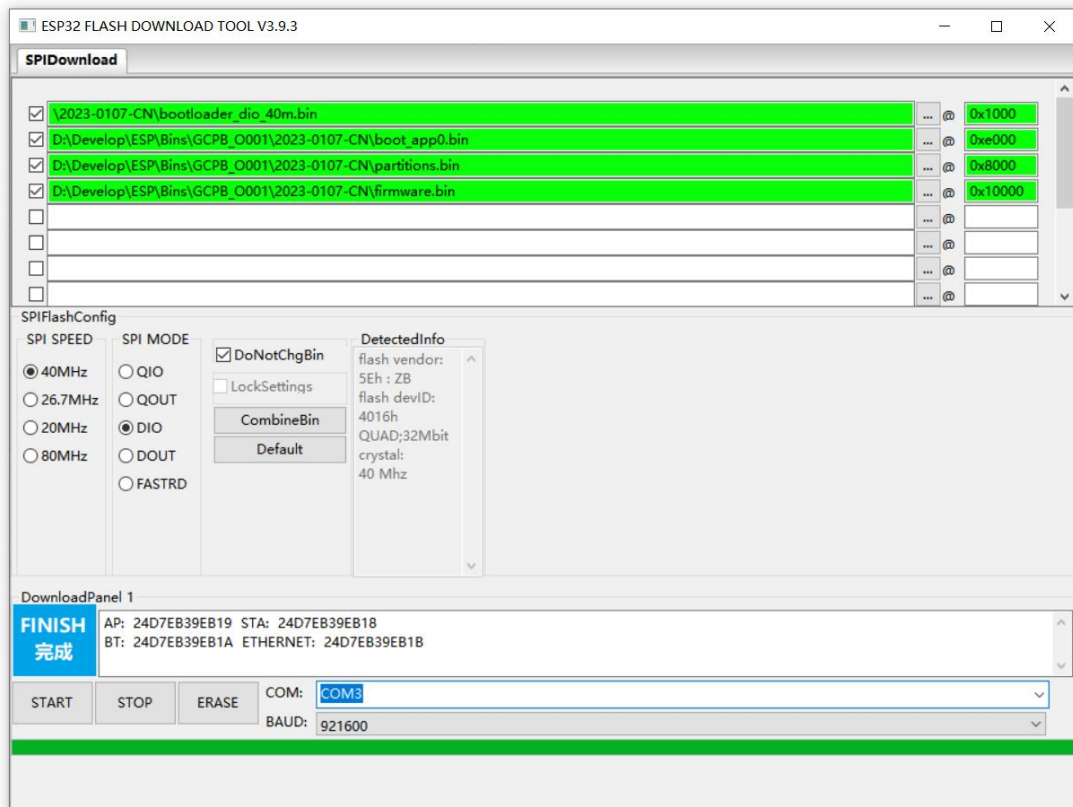 ESP32 FLASH DOWNLOAD TOOL V3.9.3
SPIDownload
\2023-0107-CN\bootloader_dio_40m.bin ... @ 0x1000
D:\Develop\ESP\Bins\GCPB_O001\2023-0107-CN\boot_app0.bin ... @ 0xe000
D:\Develop\ESP\Bins\GCPB_O001\2023-0107-CN\partitions.bin ... @ 0x8000
D:\Develop\ESP\Bins\GCPB_O001\2023-0107-CN\firmware.bin ... @ 0x10000
... @
... @
... @
... @
SPIFlashConfig
SPI SPEED
40MHz
26.7MHz
20MHz
80MHz
SPI MODE
QIO
QOUT
DIO
DOUT
FASTRD
DoNotChgBin
LockSettings
CombineBin
Default
DetectedInfo
flash vendor:
5Eh : ZB
flash devID:
4016h
QUAD;32Mbit
crystal:
40 Mhz
DownloadPanel 1
FINISH
完成
AP: 24D7EB39EB19 STA: 24D7EB39EB18
BT: 24D7EB39EB1A ETHERNET: 24D7EB39EB1B
START STOP ERASE
COM: COM3
BAUD: 921600